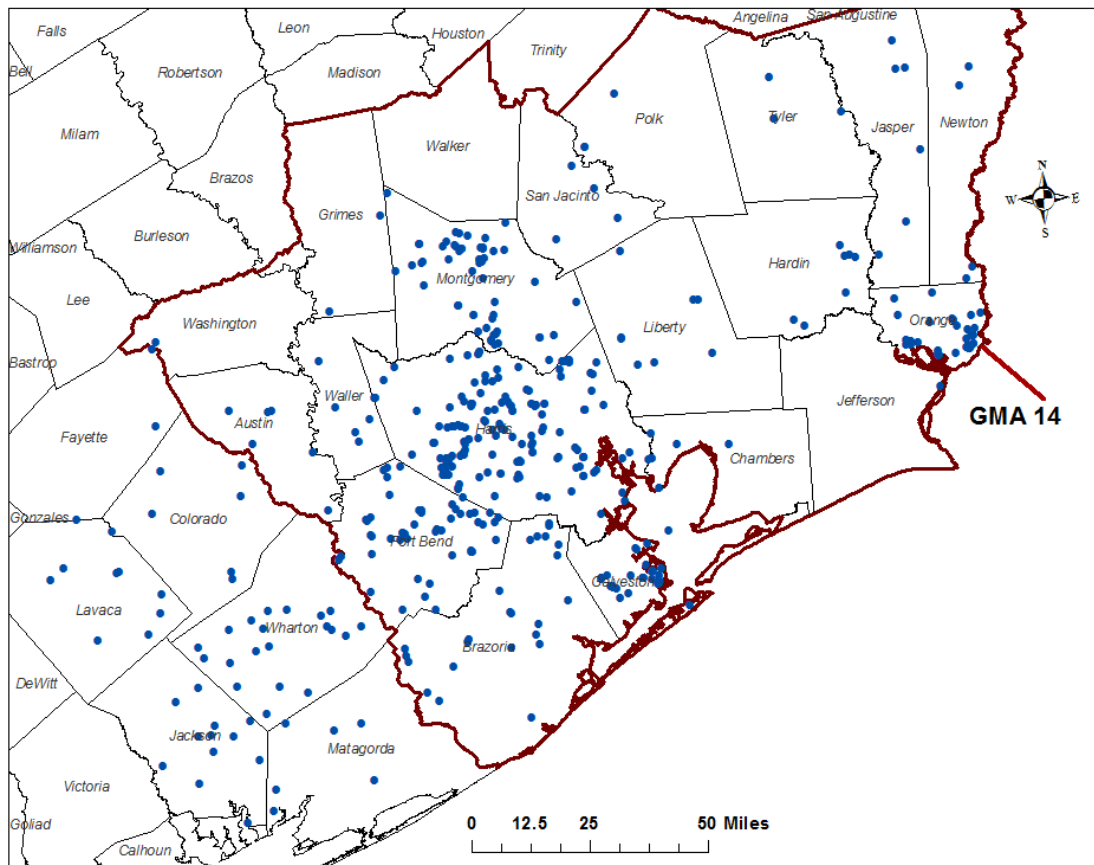 Angelina
San Augustine
Falls
Leon
Houston
Trinity
Bell
Robertson
Madison
Milam
Polk
Tyler
Jasper
Newton
Walker
Brazos
San Jacinto
Grimes
N
W
E
S
Burleson
Williamson
Hardin
Montgomery
Lee
Washington
Liberty
Orange
Bastrop
Waller
Jefferson
GMA 14
Austin
Fayette
Harris
Chambers
Gonzales
Colorado
Fort Bend
Galveston
Lavaca
Wharton
Brazoria
DeWitt
Jackson
Matagorda
Victoria
Goliad
Calhoun
0 12.5 25 50 Miles